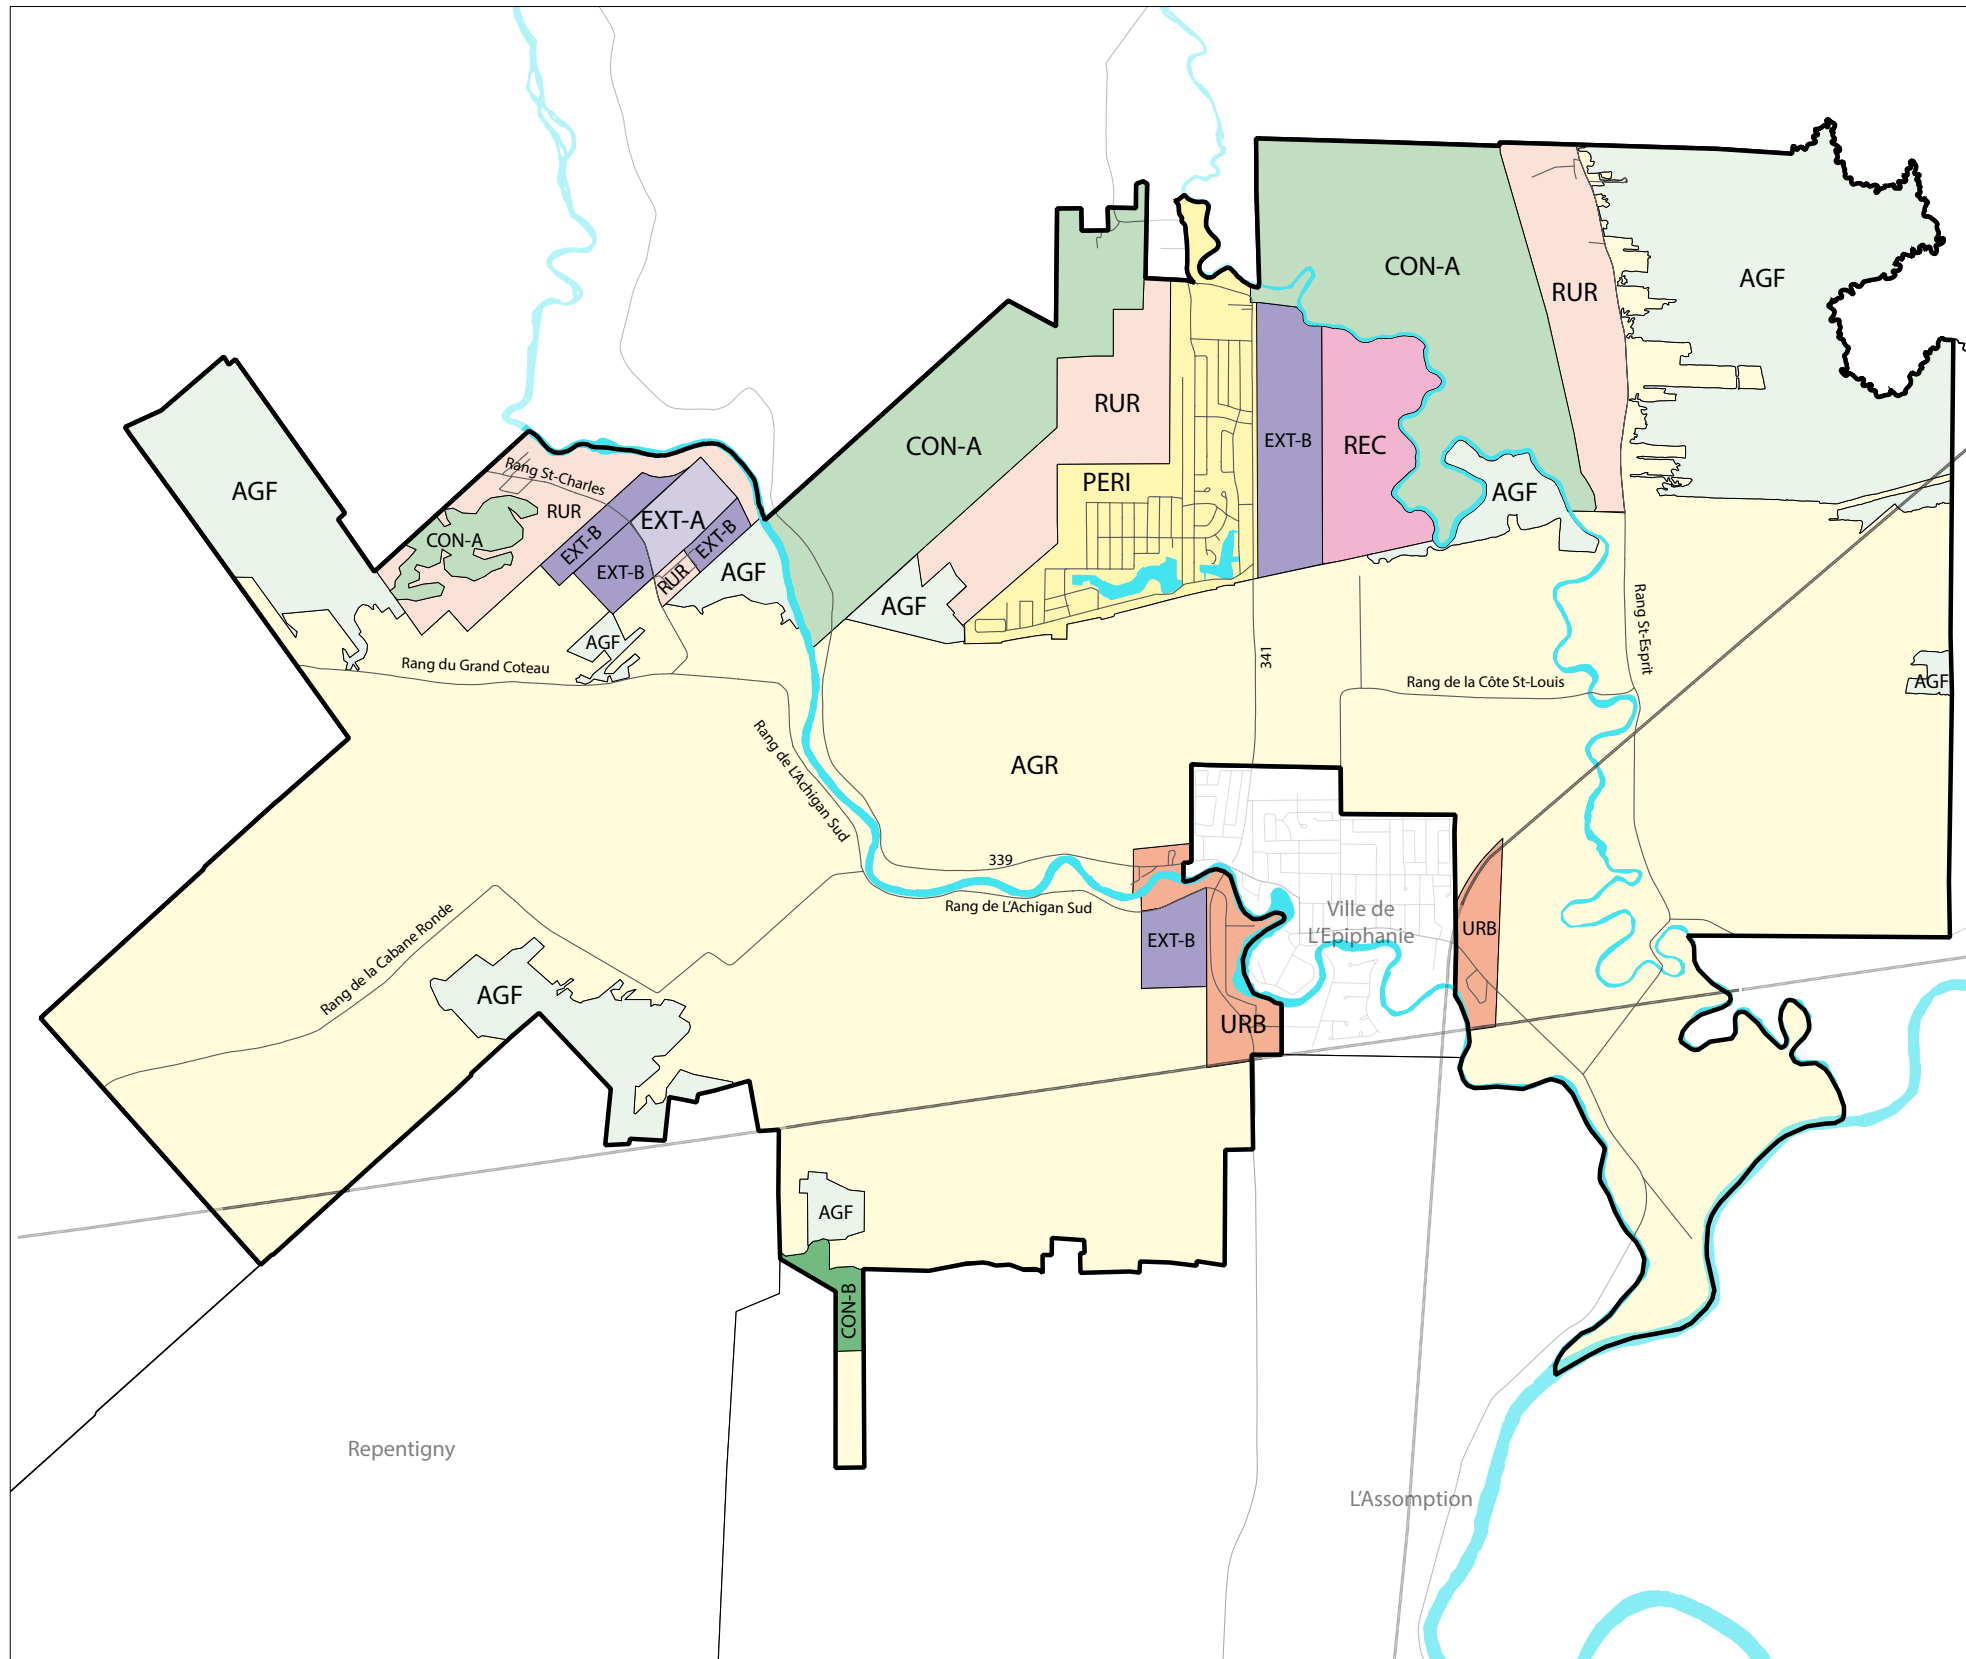 CON-A
RUR
AGF
CON-A
RUR
PERI
EXT-B
REC
AGF
AGF
Rang St-Charles
RUR
CON-A
EXT-B
EXT-A
EXT-B
EXT-B
RUR
AGF
AGF
AGF
Rang du Grand Coteau
Rang de L'Achigan Sud
341
Rang St-Esprit
Rang de la Côte St-Louis
AGF
AGR
339
Rang de L'Achigan Sud
Ville de
L'Epiphanie
EXT-B
URB
URB
Rang de la Cabane Ronde
AGF
AGF
CON-B
Repentigny
L'Assomption